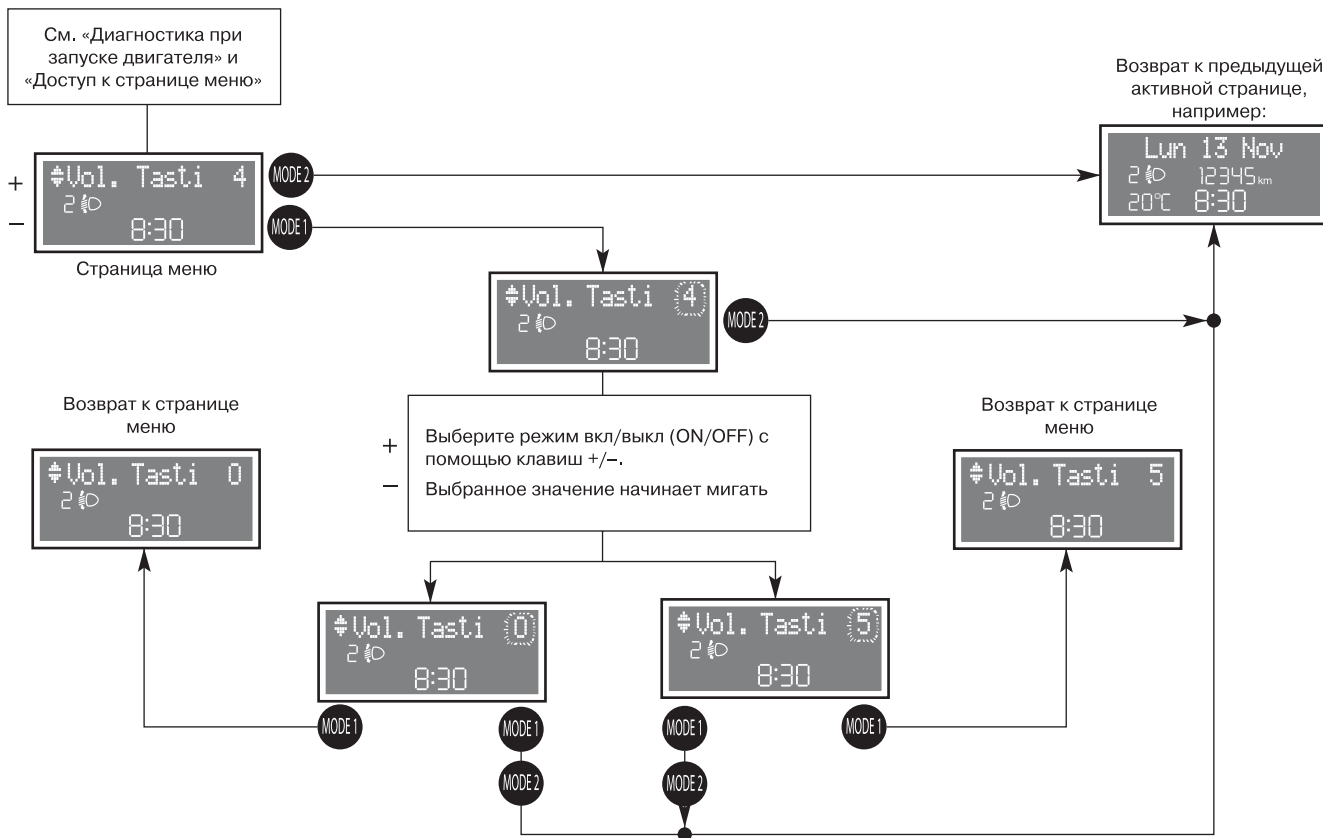 См. «Диагностика при
запуске двигателя» и
«Доступ к странице меню»
Возврат к предыдущей
активной странице,
например:
+
–
Vol. Tasti 4
2
8:30
MODE 2
MODE 1
Lun 13 Nov
2 12345 km
20°C 8:30
Страница меню
Vol. Tasti 4
2
8:30
MODE 2
Возврат к странице
меню
Vol. Tasti 0
2
8:30
+
–
Выберите режим вкл/выкл (ON/OFF) с
помощью клавиш +/–.
Выбранное значение начинает мигать
Возврат к странице
меню
Vol. Tasti 5
2
8:30
Vol. Tasti 0
2
8:30
Vol. Tasti 5
2
8:30
MODE 1
MODE 1
MODE 2
MODE 1
MODE 2
MODE 1